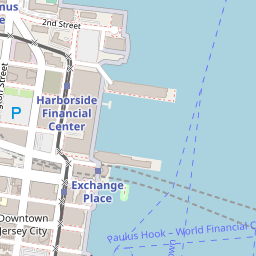 2nd Street
Harborside
Financial
Center
P
Exchange
Place
Downtown
Jersey City
Paulus Hook – World Financial C